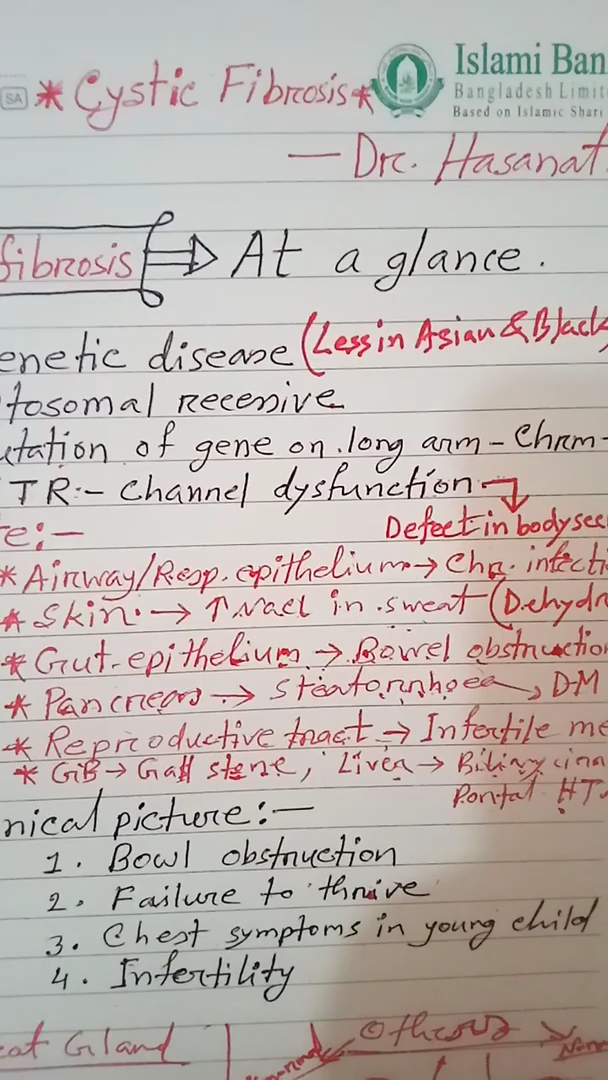 SA * Cystic Fibrosis *
Islami Ban
Bangladesh Limit
Based on Islamic Shari
— Dr. Hasanat
fibrosis ⇒ At a glance.
enetic disease (Less in Asian & Black
tosomal recessive
utation of gene on long arm - Chrm-
TR:- Channel dysfunction
Defect in body sec
te:-
* Airway/Resp. epithelium → Chr. infecti
* Skin → ↑ Nacl in sweat (Dehydr
* Gut-epithelium → Bowel obstruction
* Pancreas → Steatorrhoea, DM
* Reproductive tract → Infertile me
* GB → Gall stone, Liver → Biliary cirr
Portal HT
nical picture:-
1. Bowl obstruction
2. Failure to thrive
3. Chest symptoms in young child
4. Infertility
eat Gland
Others